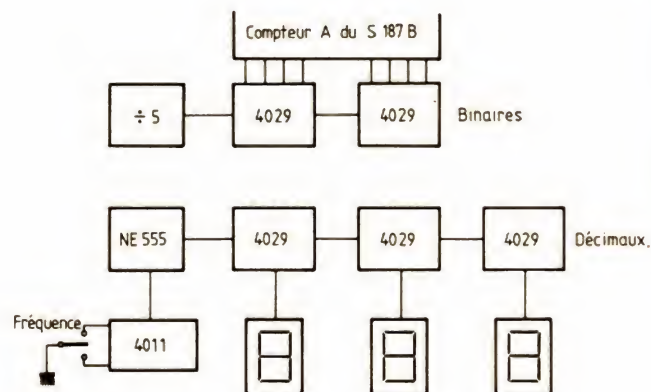 Compteur A du S 187 B
÷ 5
4029
4029
Binaires
NE 555
4029
4029
4029
Décimaux.
Fréquence
4011